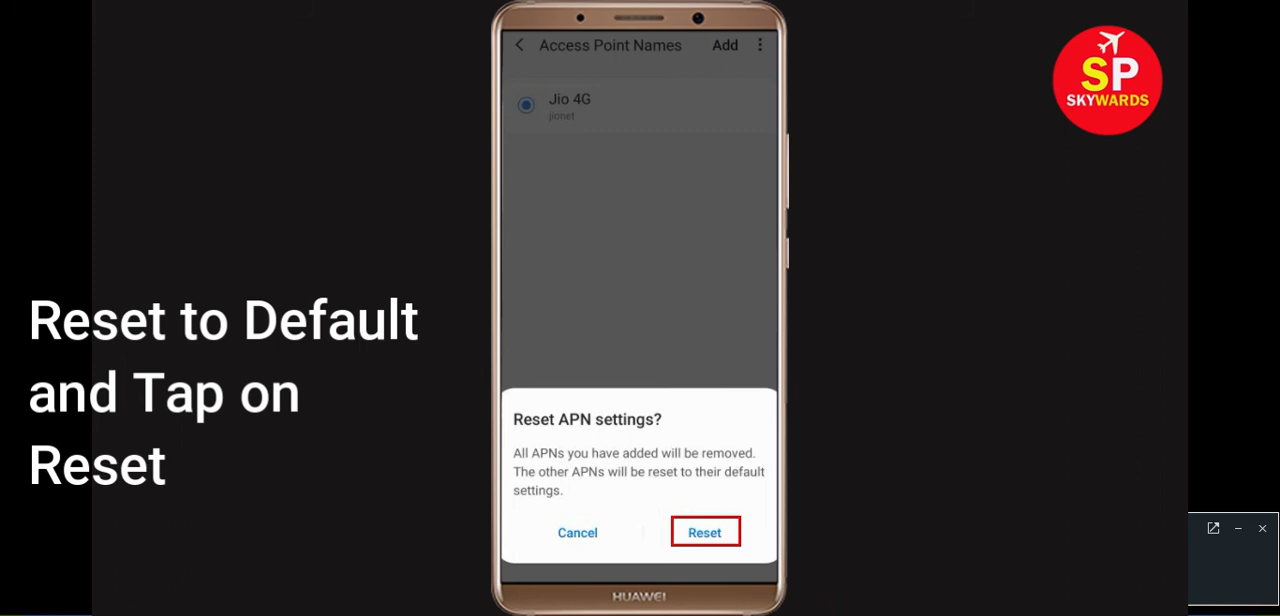 Access Point Names Add
Jio 4G
jionet
SP
SKYWARDS
Reset to Default
and Tap on
Reset
Reset APN settings?
All APNs you have added will be removed.
The other APNs will be reset to their default
settings.
Cancel Reset
HUAWEI